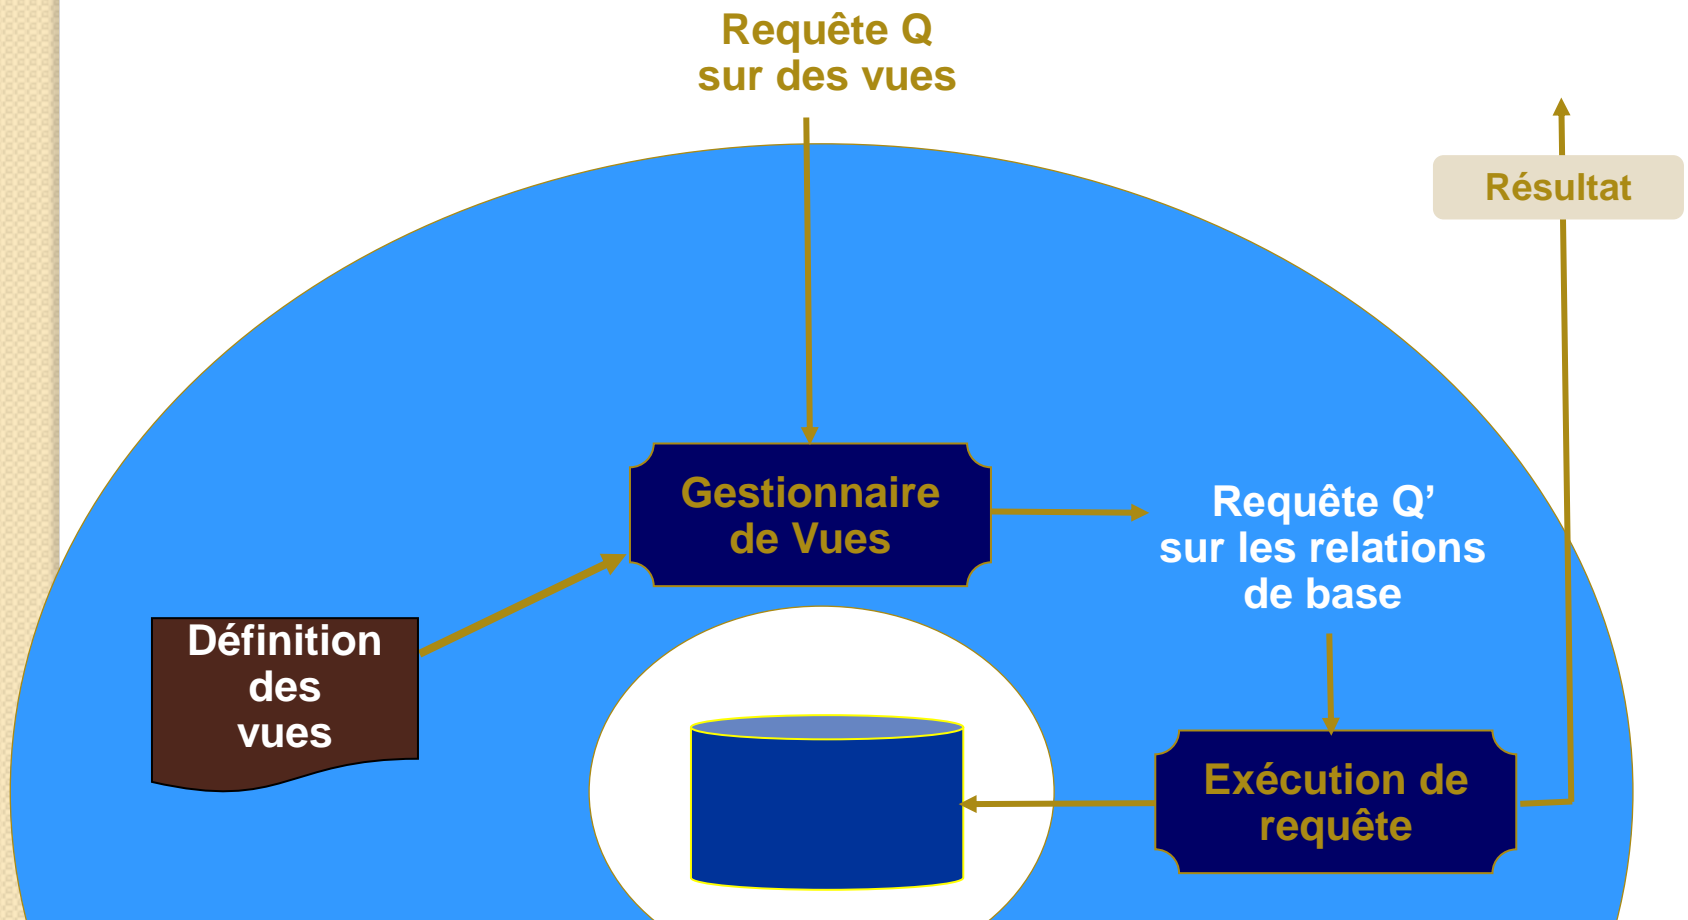 Requête Q
sur des vues
Résultat
Gestionnaire
de Vues
Requête Q’
sur les relations
de base
Définition
des
vues
Exécution de
requête